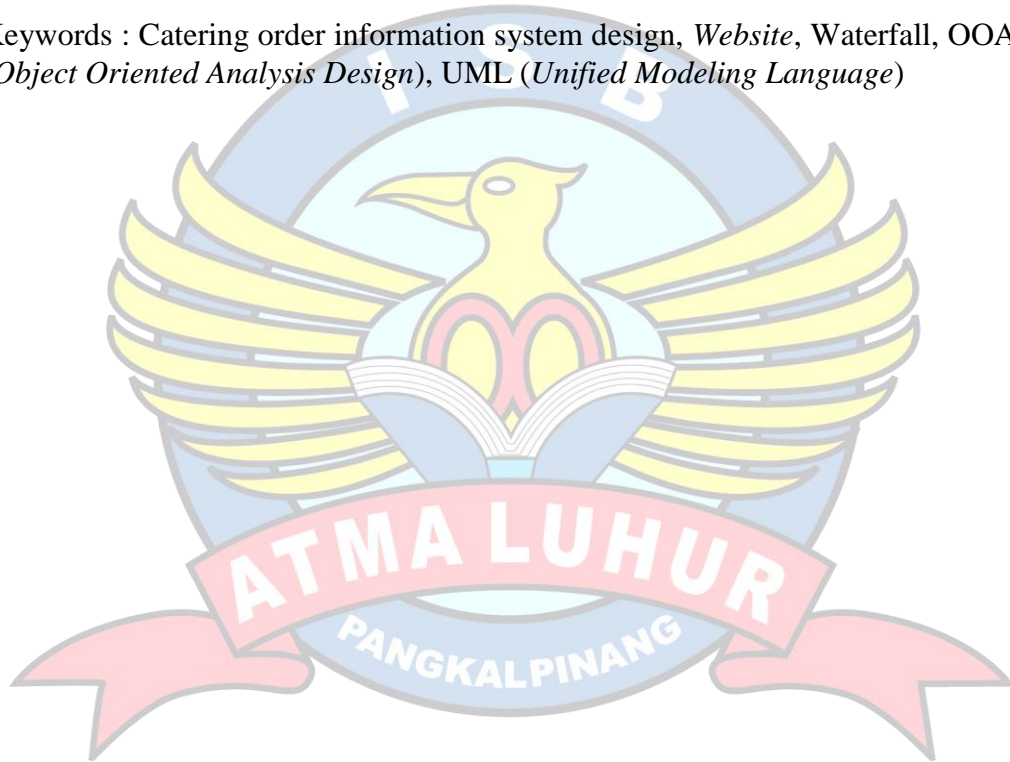 eywords : Catering order information system design, Website, Waterfall, OOA
Object Oriented Analysis Design), UML (Unified Modeling Language)
I S B
ATMA LUHUR
PANGKALPINANG